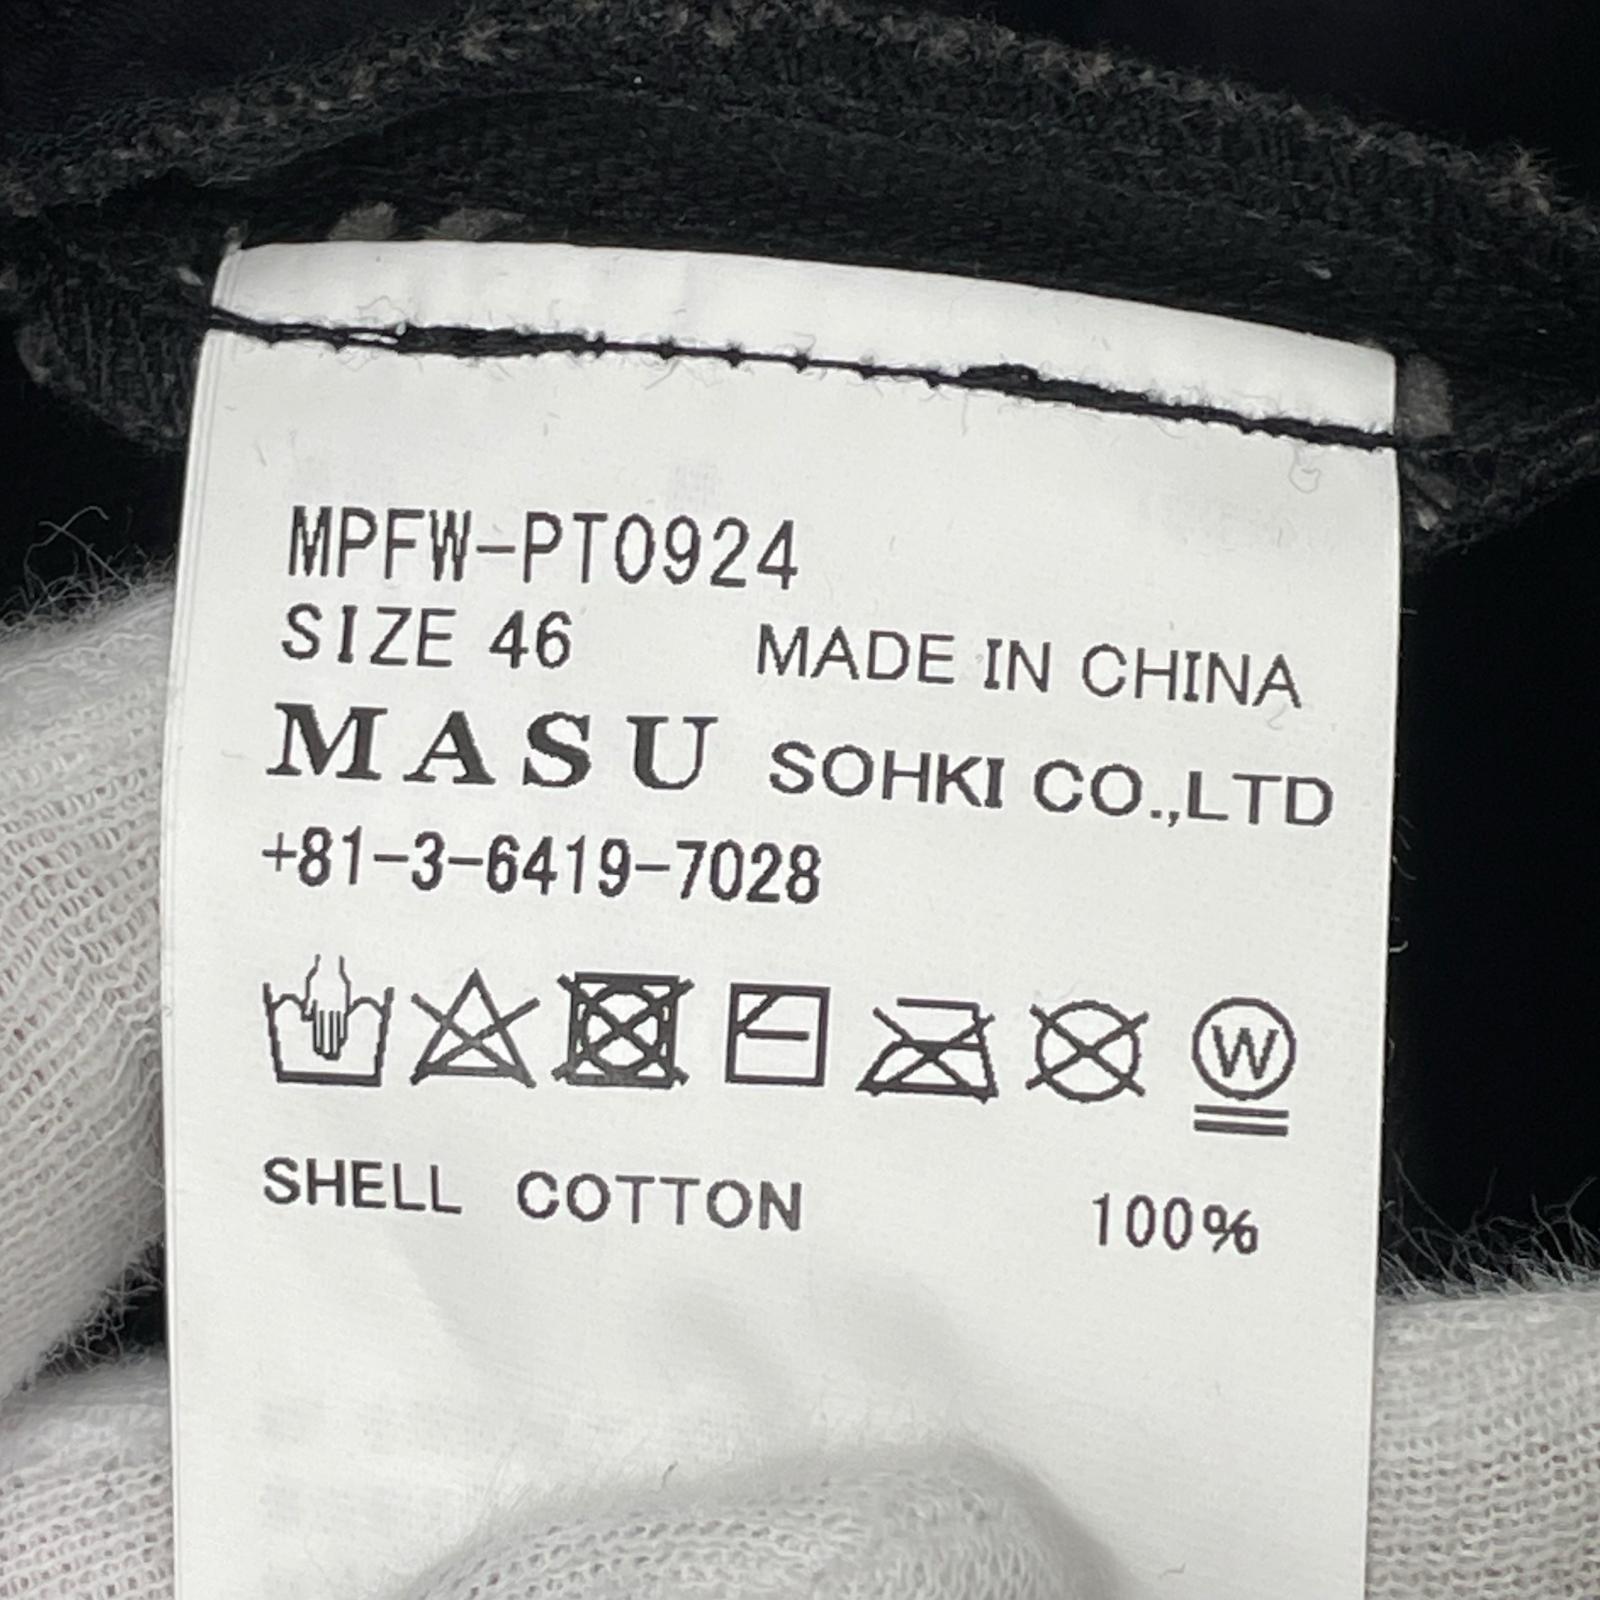 MPFW-PT0924
SIZE 46 MADE IN CHINA
MASU SOHKI CO.,LTD
+81-3-6419-7028
W
SHELL COTTON 100%